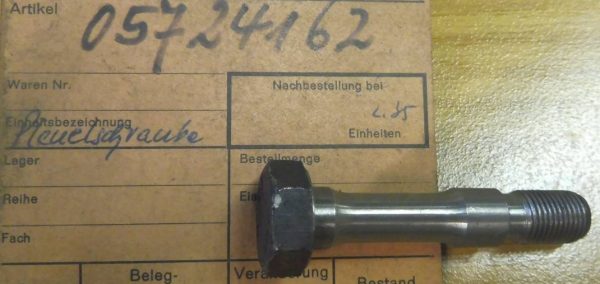 Artikel 05724162
Waren Nr.
Nachbestellung bei
Einheitsbezeichnung
Pleuelschraube
Einheiten
Lager
Bestellmenge
Reihe
Fach
Beleg-
Bestand